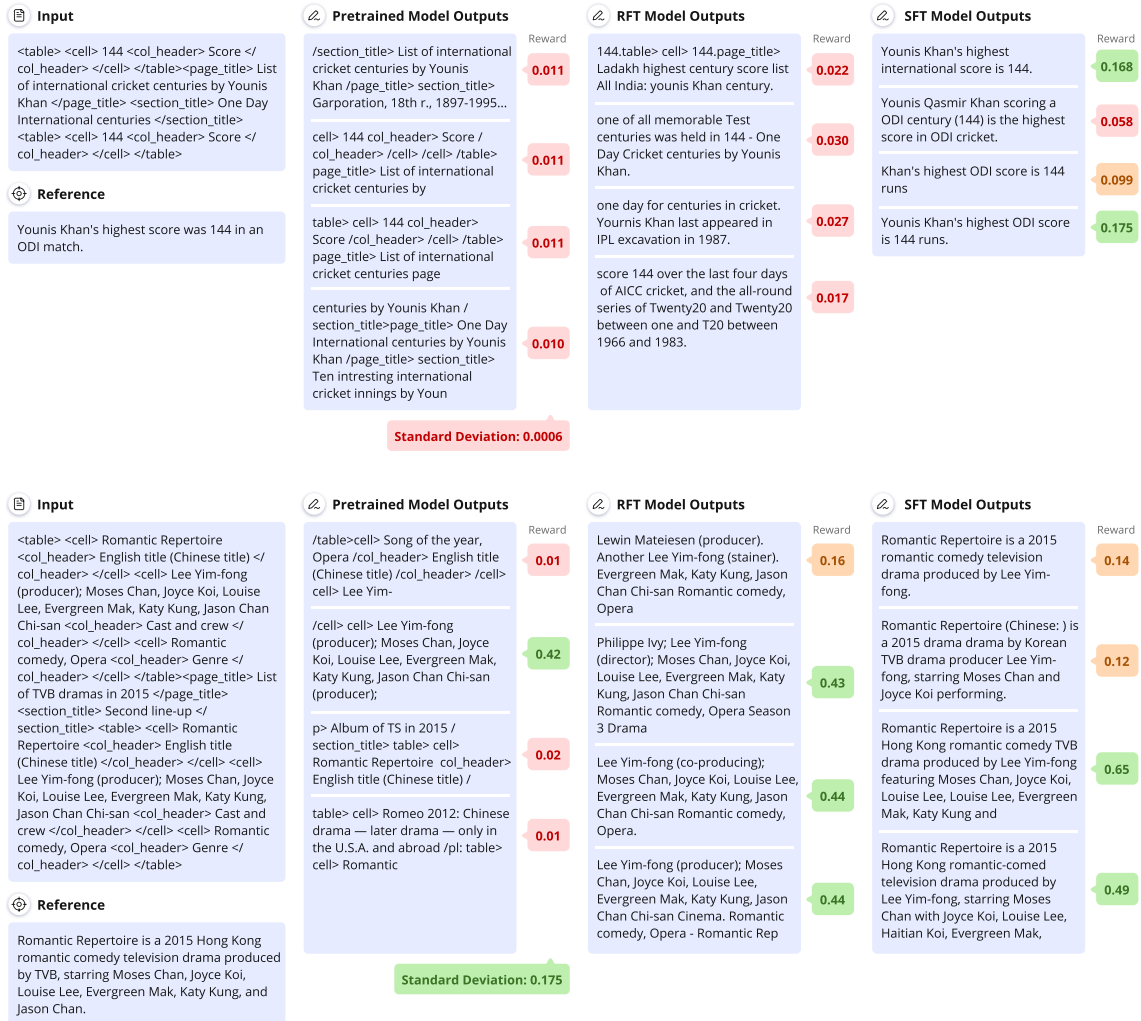 Input
<table> <cell> 144 <col_header> Score </
col_header> </cell> </table><page_title> List
of international cricket centuries by Younis
Khan </page_title> <section_title> One Day
International centuries </section_title>
<table> <cell> 144 <col_header> Score </
col_header> </cell> </table>
Reference
Younis Khan's highest score was 144 in an
ODI match.
Pretrained Model Outputs
Reward
/section_title> List of international
cricket centuries by Younis
Khan /page_title> section_title>
Garporation, 18th r., 1897-1995...
0.011
cell> 144 col_header> Score /
col_header> /cell> /cell> /table>
page_title> List of international
cricket centuries by
0.011
table> cell> 144 col_header>
Score /col_header> /cell> /table>
page_title> List of international
cricket centuries page
0.011
centuries by Younis Khan /
section_title>page_title> One Day
International centuries by Younis
Khan /page_title> section_title>
Ten intresting international
cricket innings by Youn
0.010
Standard Deviation: 0.0006
RFT Model Outputs
Reward
144.table> cell> 144.page_title>
Ladakh highest century score list
All India: younis Khan century.
0.022
one of all memorable Test
centuries was held in 144 - One
Day Cricket centuries by Younis
Khan.
0.030
one day for centuries in cricket.
Yournis Khan last appeared in
IPL excavation in 1987.
0.027
score 144 over the last four days
of AICC cricket, and the all-round
series of Twenty20 and Twenty20
between one and T20 between
1966 and 1983.
0.017
SFT Model Outputs
Reward
Younis Khan's highest
international score is 144.
0.168
Younis Qasmir Khan scoring a
ODI century (144) is the highest
score in ODI cricket.
0.058
Khan's highest ODI score is 144
runs
0.099
Younis Khan's highest ODI score
is 144 runs.
0.175
Input
<table> <cell> Romantic Repertoire
<col_header> English title (Chinese title) </
col_header> </cell> <cell> Lee Yim-fong
(producer); Moses Chan, Joyce Koi, Louise
Lee, Evergreen Mak, Katy Kung, Jason Chan
Chi-san <col_header> Cast and crew </
col_header> </cell> <cell> Romantic
comedy, Opera <col_header> Genre </
col_header> </cell> </table><page_title> List
of TVB dramas in 2015 </page_title>
<section_title> Second line-up </
section_title> <table> <cell> Romantic
Repertoire <col_header> English title
(Chinese title) </col_header> </cell> <cell>
Lee Yim-fong (producer); Moses Chan, Joyce
Koi, Louise Lee, Evergreen Mak, Katy Kung,
Jason Chan Chi-san <col_header> Cast and
crew </col_header> </cell> <cell> Romantic
comedy, Opera <col_header> Genre </
col_header> </cell> </table>
Reference
Romantic Repertoire is a 2015 Hong Kong
romantic comedy television drama produced
by TVB, starring Moses Chan, Joyce Koi,
Louise Lee, Evergreen Mak, Katy Kung, and
Jason Chan.
Pretrained Model Outputs
Reward
/table>cell> Song of the year,
Opera /col_header> English title
(Chinese title) /col_header> /cell>
cell> Lee Yim-
0.01
/cell> cell> Lee Yim-fong
(producer); Moses Chan, Joyce
Koi, Louise Lee, Evergreen Mak,
Katy Kung, Jason Chan Chi-san
(producer);
0.42
p> Album of TS in 2015 /
section_title> table> cell>
Romantic Repertoire  col_header>
English title (Chinese title) /
0.02
table> cell> Romeo 2012: Chinese
drama — later drama — only in
the U.S.A. and abroad /pl: table>
cell> Romantic
0.01
Standard Deviation: 0.175
RFT Model Outputs
Reward
Lewin Mateiesen (producer).
Another Lee Yim-fong (stainer).
Evergreen Mak, Katy Kung, Jason
Chan Chi-san Romantic comedy,
Opera
0.16
Philippe Ivy; Lee Yim-fong
(director); Moses Chan, Joyce Koi,
Louise Lee, Evergreen Mak, Katy
Kung, Jason Chan Chi-san
Romantic comedy, Opera Season
3 Drama
0.43
Lee Yim-fong (co-producing);
Moses Chan, Joyce Koi, Louise Lee,
Evergreen Mak, Katy Kung, Jason
Chan Chi-san Romantic comedy,
Opera.
0.44
Lee Yim-fong (producer); Moses
Chan, Joyce Koi, Louise Lee,
Evergreen Mak, Katy Kung, Jason
Chan Chi-san Cinema. Romantic
comedy, Opera - Romantic Rep
0.44
SFT Model Outputs
Reward
Romantic Repertoire is a 2015
romantic comedy television
drama produced by Lee Yim-
fong.
0.14
Romantic Repertoire (Chinese: ) is
a 2015 drama drama by Korean
TVB drama producer Lee Yim-
fong, starring Moses Chan and
Joyce Koi performing.
0.12
Romantic Repertoire is a 2015
Hong Kong romantic comedy TVB
drama produced by Lee Yim-fong
featuring Moses Chan, Joyce Koi,
Louise Lee, Louise Lee, Evergreen
Mak, Katy Kung and
0.65
Romantic Repertoire is a 2015
Hong Kong romantic-comed
television drama produced by
Lee Yim-fong, starring Moses
Chan with Joyce Koi, Louise Lee,
Haitian Koi, Evergreen Mak,
0.49